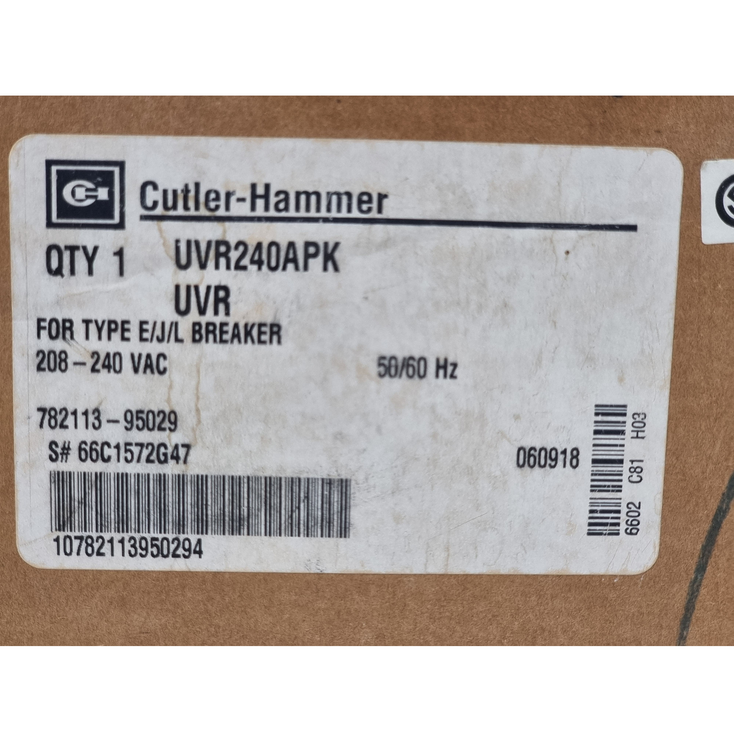 Cutler-Hammer
QTY 1 UVR240APK
UVR
FOR TYPE E/J/L BREAKER
208-240 VAC 50/60 Hz
782113-95029
S# 66C1572G47
060918
10782113950294
6602 C81 H03